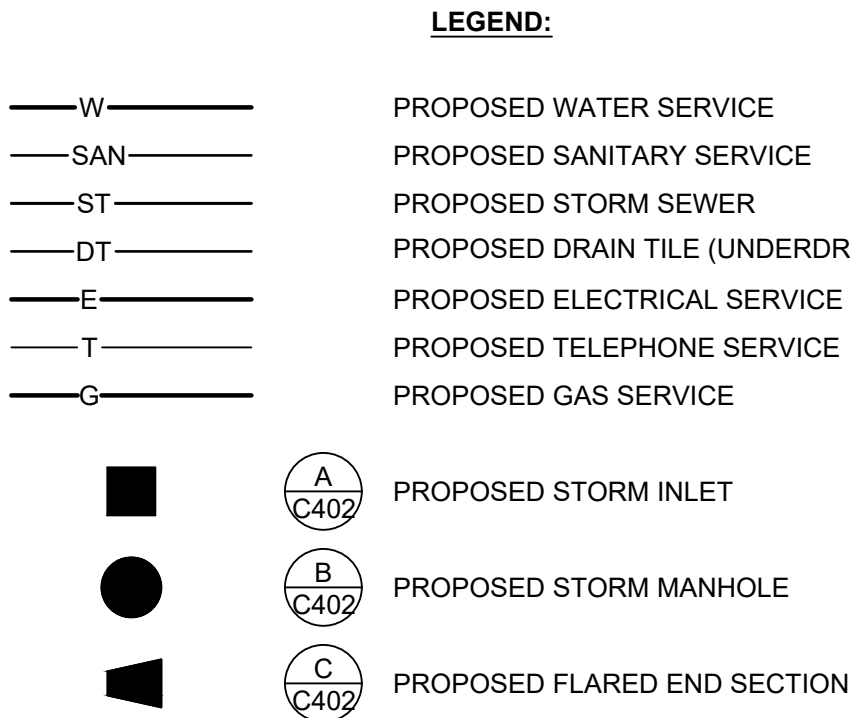 LEGEND:
W PROPOSED WATER SERVICE
SAN PROPOSED SANITARY SERVICE
ST PROPOSED STORM SEWER
DT PROPOSED DRAIN TILE (UNDERDR
E PROPOSED ELECTRICAL SERVICE
T PROPOSED TELEPHONE SERVICE
G PROPOSED GAS SERVICE
A
C402
PROPOSED STORM INLET
B
C402
PROPOSED STORM MANHOLE
C
C402
PROPOSED FLARED END SECTION